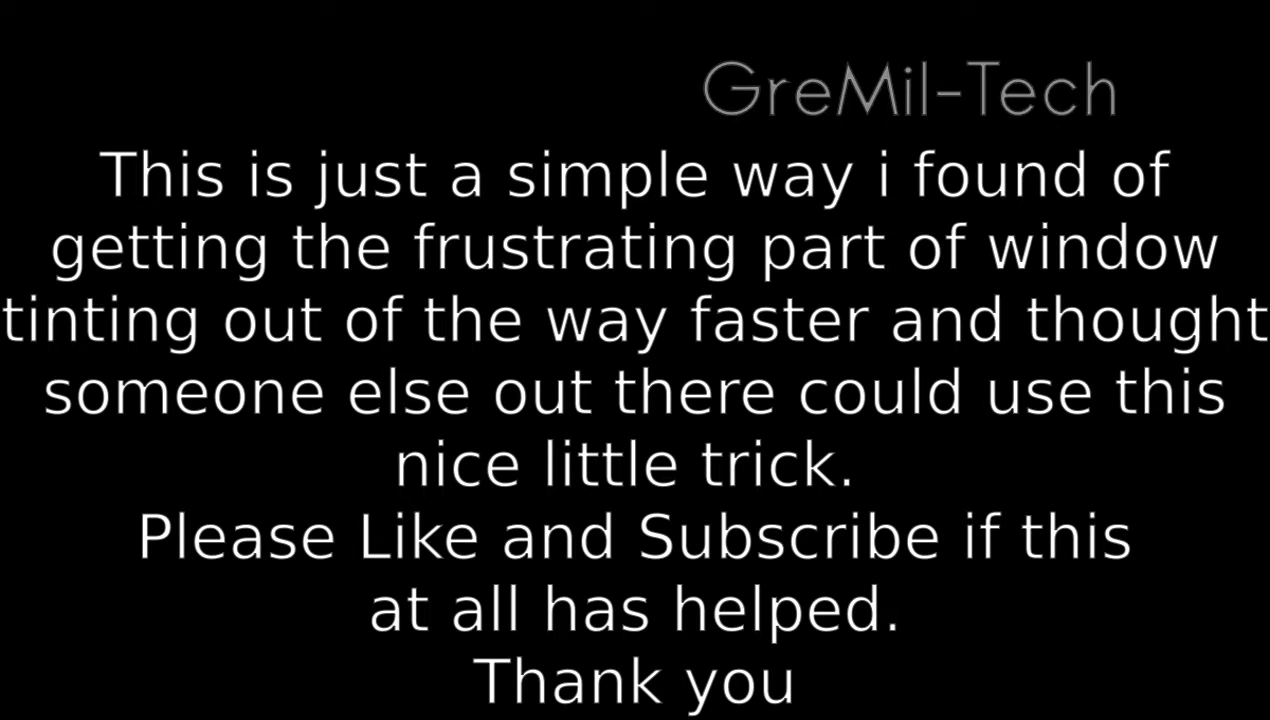 GreMil-Tech
This is just a simple way i found of
getting the frustrating part of window
tinting out of the way faster and thought
someone else out there could use this
nice little trick.
Please Like and Subscribe if this
at all has helped.
Thank you